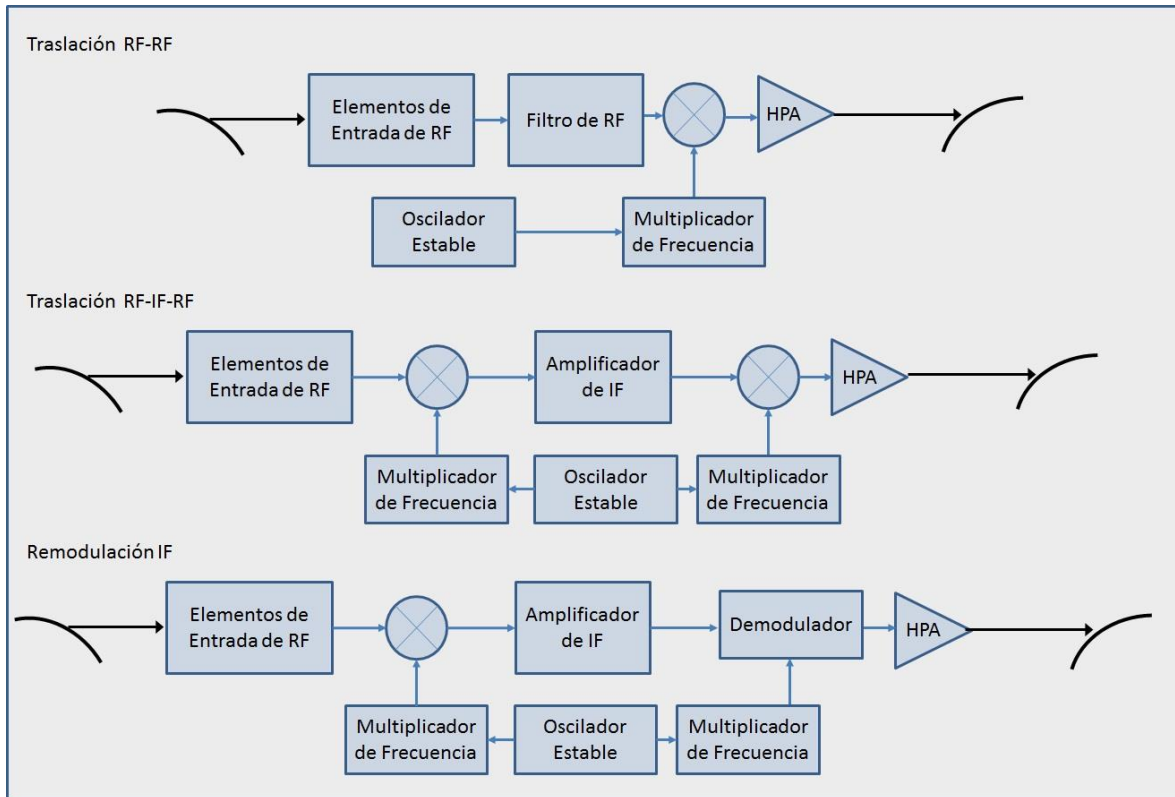 Traslación RF-RF
Elementos de
Entrada de RF
Filtro de RF
HPA
Oscilador
Estable
Multiplicador
de Frecuencia
Traslación RF-IF-RF
Elementos de
Entrada de RF
Amplificador
de IF
HPA
Multiplicador
de Frecuencia
Oscilador
Estable
Multiplicador
de Frecuencia
Remodulación IF
Elementos de
Entrada de RF
Amplificador
de IF
Demodulador
HPA
Multiplicador
de Frecuencia
Oscilador
Estable
Multiplicador
de Frecuencia